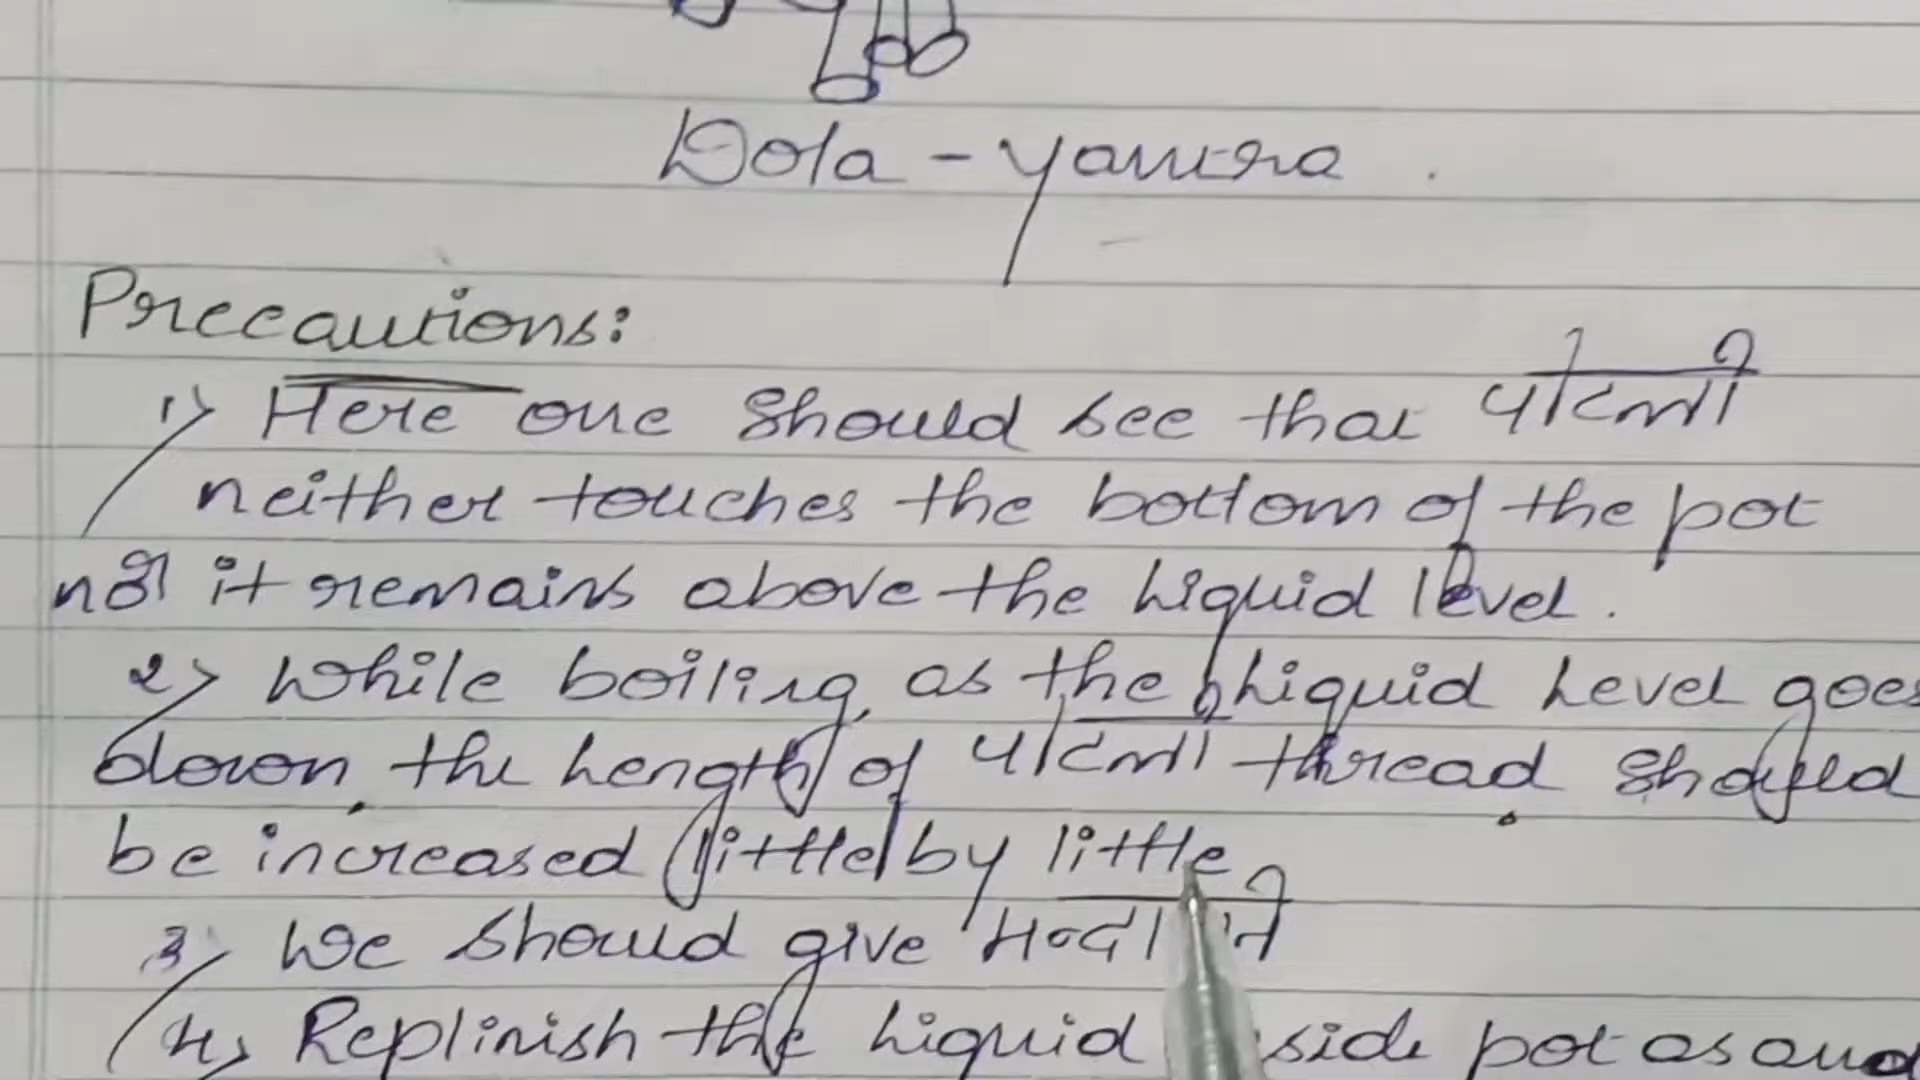 Dola - yantra
Precautions:
1) Here one should see that पोटली
neither touches the bottom of the pot
nor it remains above the liquid level.
2) While boiling, as the liquid level goes
down, the length of पोटली thread should
be increased little by little
3) We should give
4) Replinish the liquid side pot as and